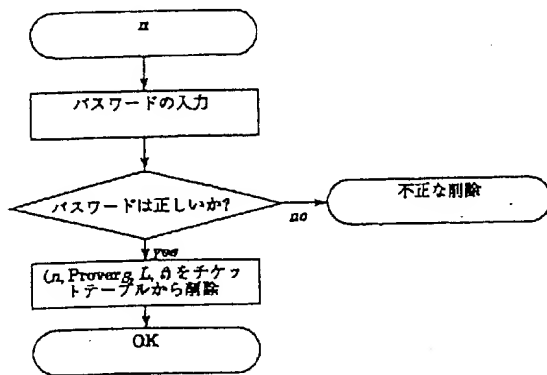 n
パスワードの入力
パスワードは正しいか?
no
不正な削除
yes
(n, Prover g, L, t) をチケッ
トテーブルから削除
OK